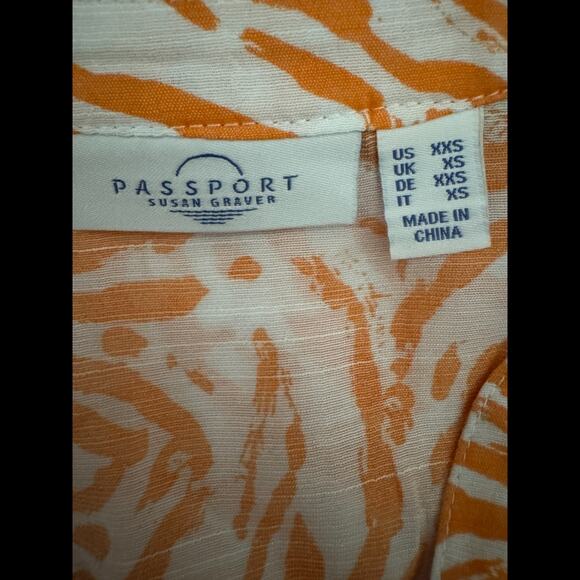 PASSPORT
SUSAN GRAVER
US XXS
UK XS
DE XXS
IT XS
MADE IN
CHINA